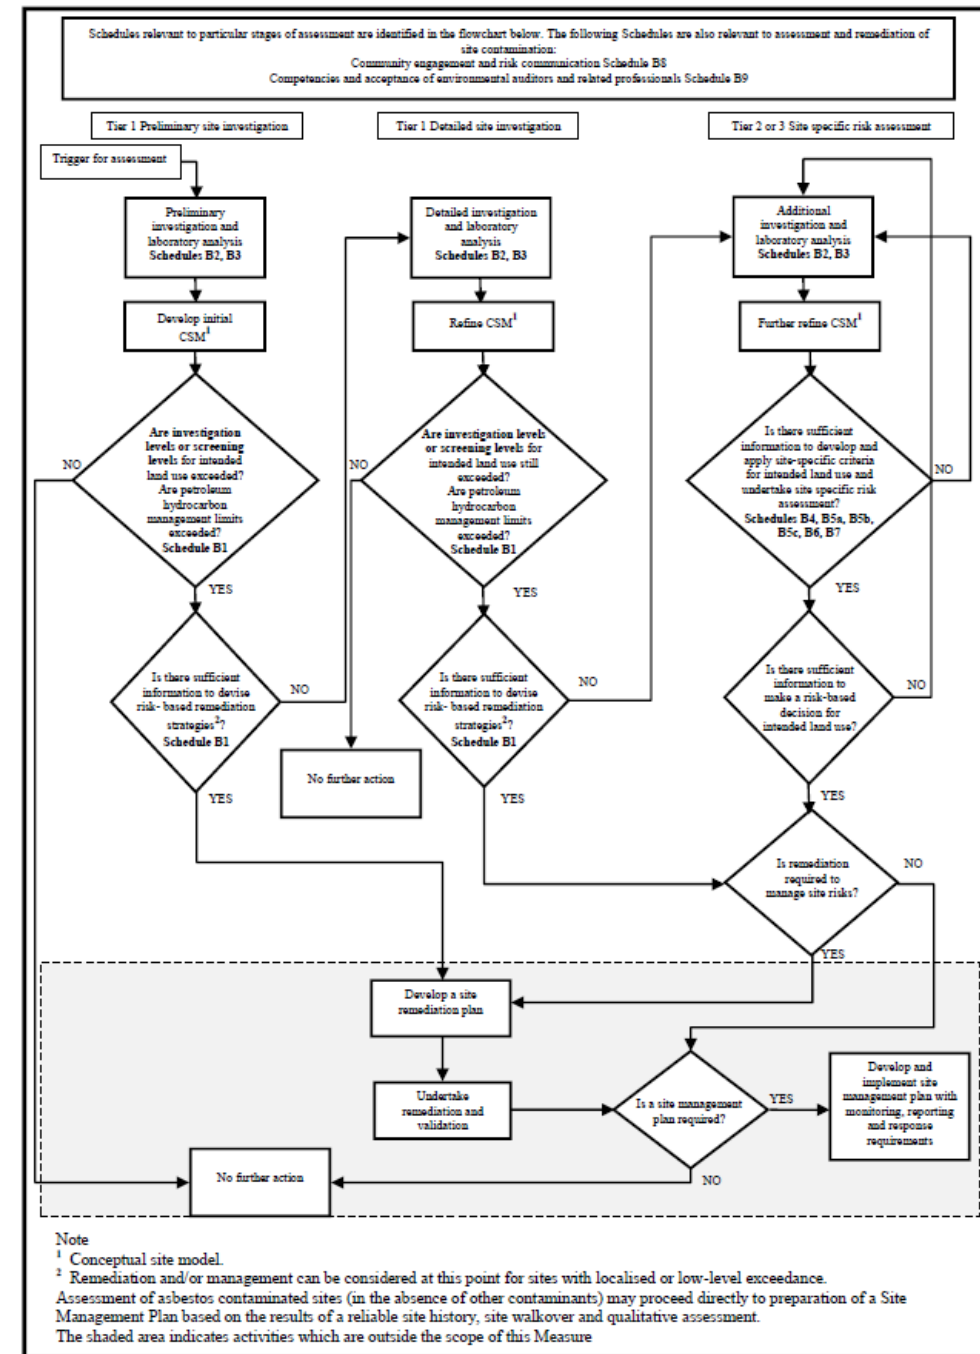 Schedules relevant to particular stages of assessment are identified in the flowchart below. The following Schedules are also relevant to assessment and remediation of
site contamination:
Community engagement and risk communication Schedule B8
Competencies and acceptance of environmental auditors and related professionals Schedule B9
Tier 1 Preliminary site investigation
Tier 1 Detailed site investigation
Tier 2 or 3 Site specific risk assessment
Trigger for assessment
Preliminary
investigation and
laboratory analysis
Schedules B2, B3
Detailed investigation
and laboratory
analysis
Schedules B2, B3
Additional
investigation and
laboratory analysis
Schedules B2, B3
Develop initial
CSM¹
Refine CSM¹
Further refine CSM¹
Are investigation
levels or screening
levels for intended
land use exceeded?
Are petroleum
hydrocarbon
management limits
exceeded?
Schedule B1
NO
YES
Are investigation levels
or screening levels for
intended land use still
exceeded?
Are petroleum
hydrocarbon
management limits
exceeded?
Schedule B1
NO
YES
Is there sufficient
information to develop and
apply site-specific criteria
for intended land use and
undertake site specific risk
assessment?
Schedules B4, B5a, B5b,
B5c, B6, B7
NO
YES
Is there sufficient
information to devise
risk- based remediation
strategies²?
Schedule B1
NO
YES
Is there sufficient
information to devise
risk- based remediation
strategies²?
Schedule B1
NO
YES
Is there sufficient
information to
make a risk-based
decision for
intended land use?
NO
YES
No further action
Is remediation
required to
manage site risks?
NO
YES
Develop a site
remediation plan
Undertake
remediation and
validation
Is a site management
plan required?
YES
NO
Develop and
implement site
management plan with
monitoring, reporting
and response
requirements
No further action
Note
¹ Conceptual site model.
² Remediation and/or management can be considered at this point for sites with localised or low-level exceedance.
Assessment of asbestos contaminated sites (in the absence of other contaminants) may proceed directly to preparation of a Site
Management Plan based on the results of a reliable site history, site walkover and qualitative assessment.
The shaded area indicates activities which are outside the scope of this Measure